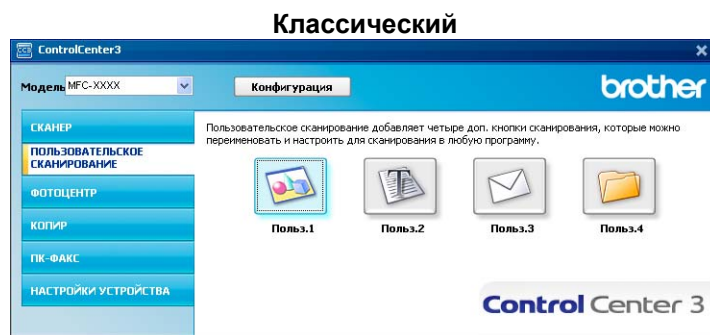 Классический
ControlCenter3
Модель MFC-XXXX
Конфигурация
brother
СКАНЕР
ПОЛЬЗОВАТЕЛЬСКОЕ
СКАНИРОВАНИЕ
ФОТОЦЕНТР
КОПИР
ПК-ФАКС
НАСТРОЙКИ УСТРОЙСТВА
Пользовательское сканирование добавляет четыре доп. кнопки сканирования, которые можно
переименовать и настроить для сканирования в любую программу.
Польз.1 Польз.2 Польз.3 Польз.4
Control Center 3